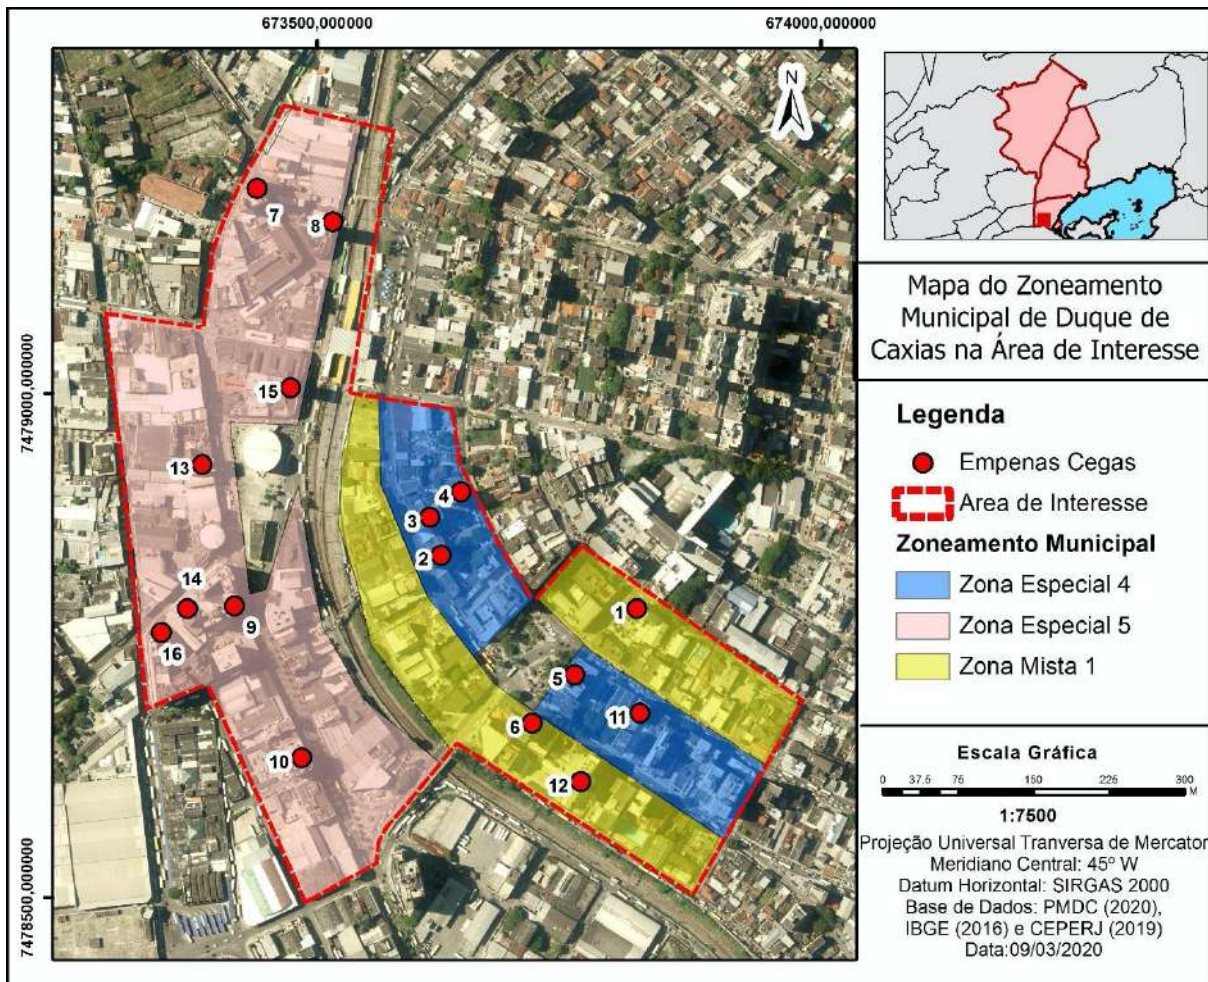 673500,000000
674000,000000
N
7
8
7479000,000000
15
13
4
3
2
14
9
1
16
5
11
6
10
12
7478500,000000
Mapa do Zoneamento
Municipal de Duque de
Caxias na Área de Interesse
Legenda
Empenas Cegas
Area de Interesse
Zoneamento Municipal
Zona Especial 4
Zona Especial 5
Zona Mista 1
Escala Gráfica
0 37.5 75 150 225 300
M
1:7500
Projeção Universal Tranversa de Mercator
Meridiano Central: 45º W
Datum Horizontal: SIRGAS 2000
Base de Dados: PMDC (2020),
IBGE (2016) e CEPERJ (2019)
Data:09/03/2020